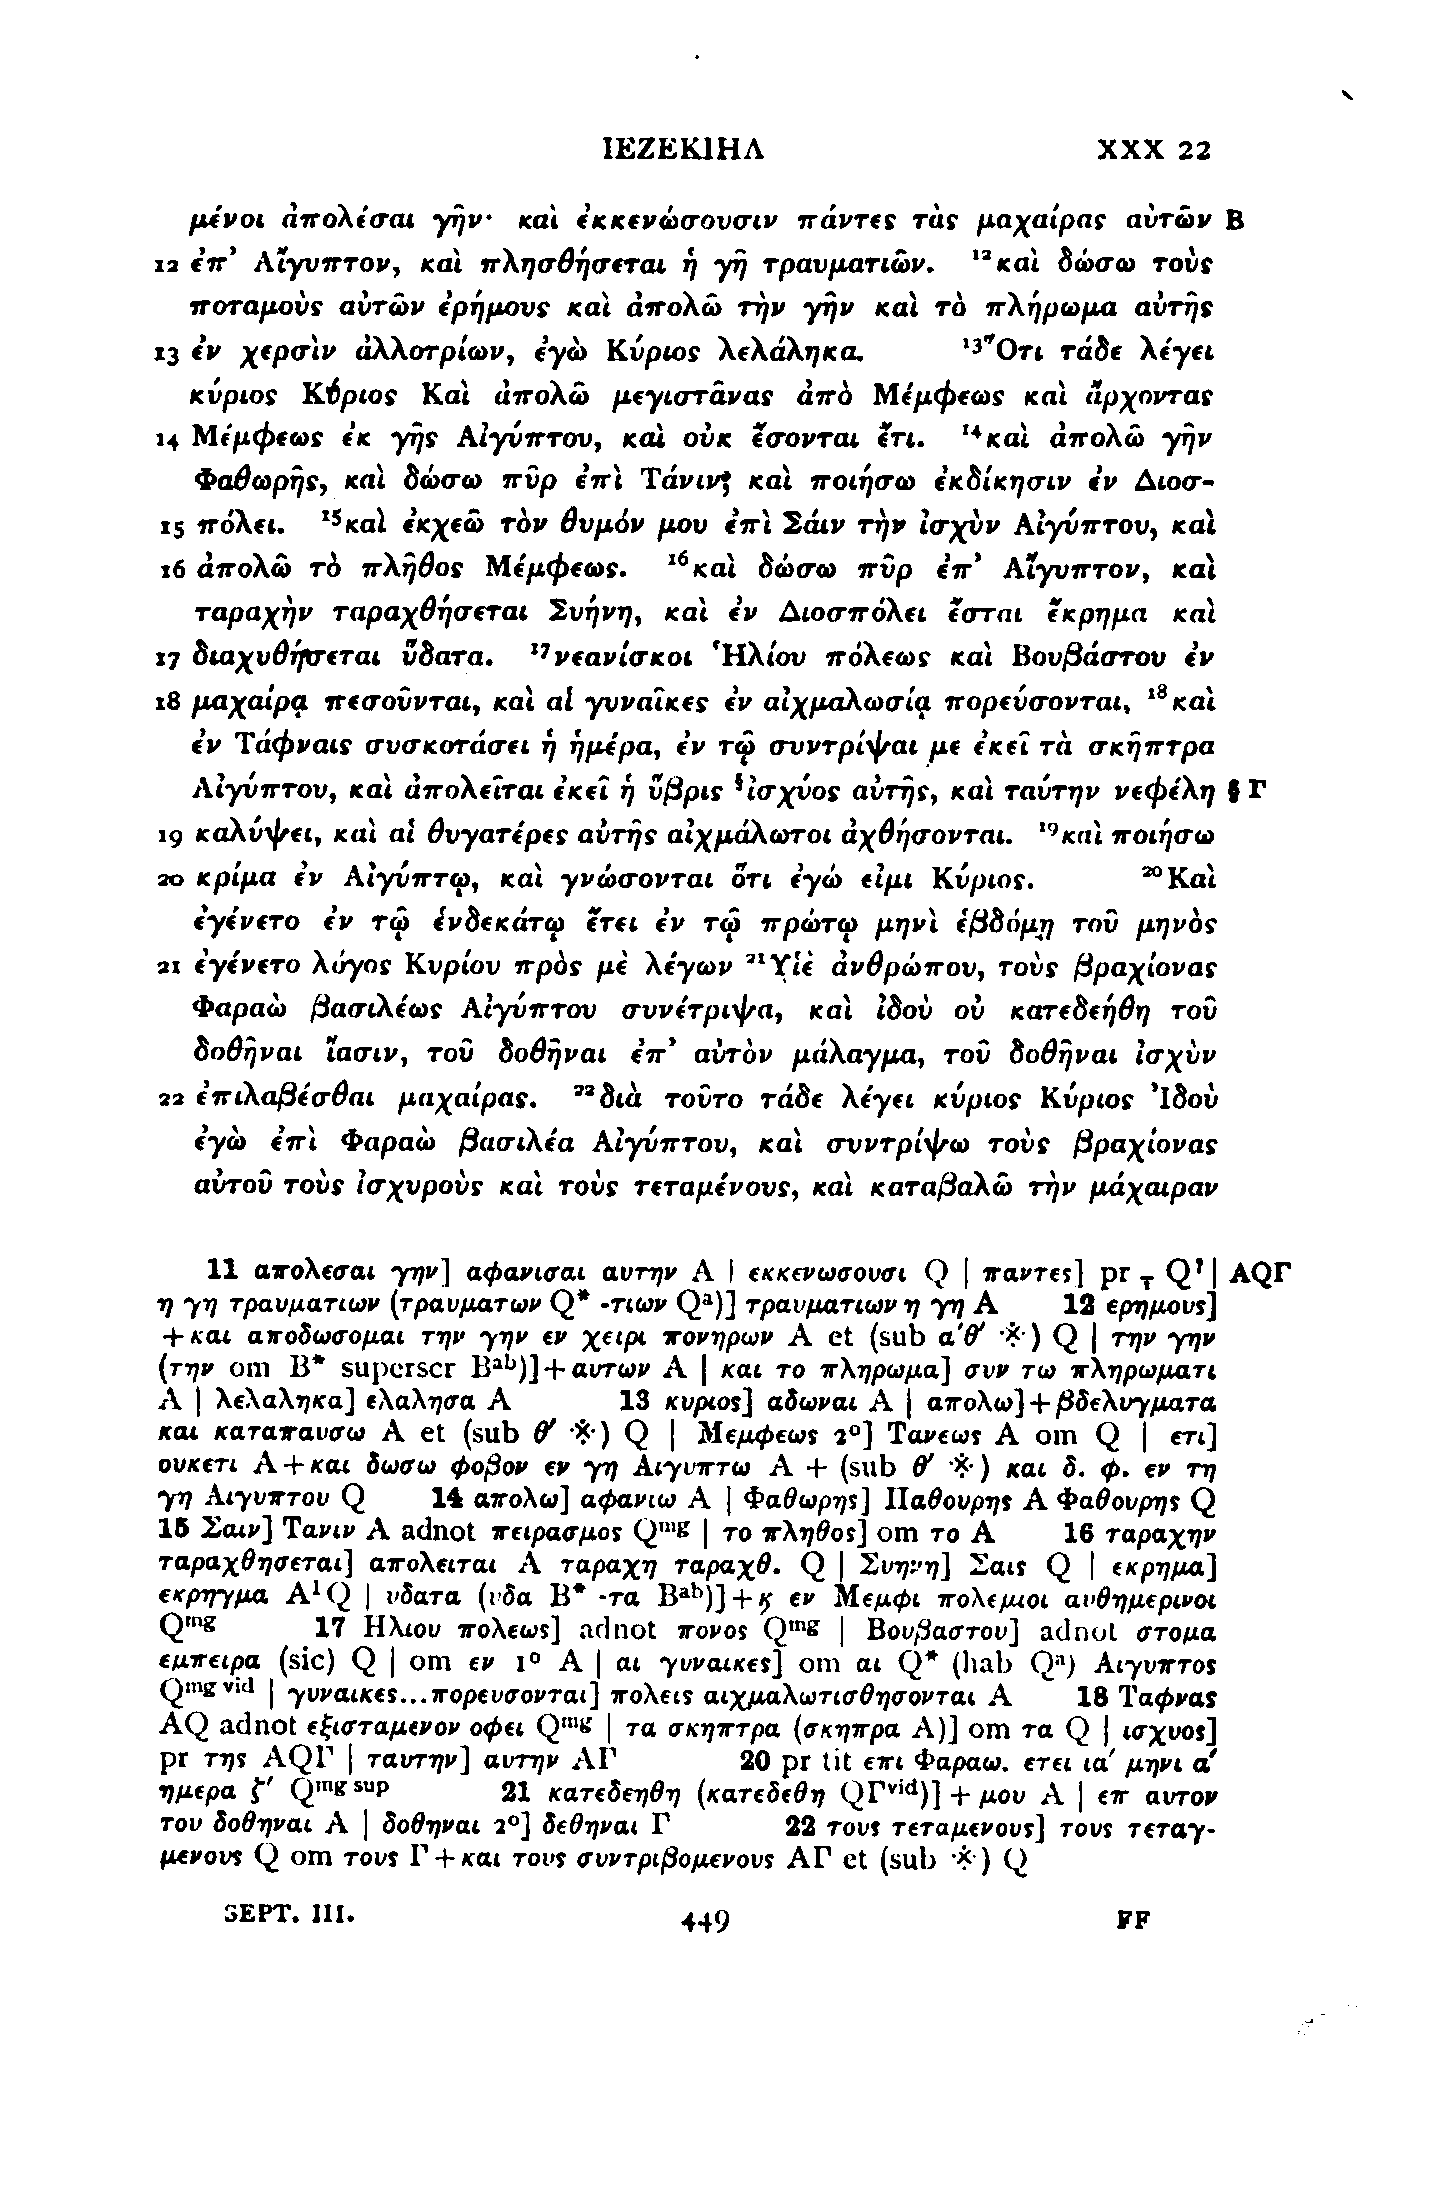 ΙΕΖΕΚΙΗΛ XXX 22
μένοι ἀπολέσαι γῆν· καὶ ἐκκενώσουσιν πάντες τὰς μαχαίρας αὐτῶν B
12 ἐπ’ Αἴγυπτον, καὶ πλησθήσεται ἡ γῆ τραυματιῶν. ¹²καὶ δώσω τοὺς
ποταμοὺς αὐτῶν ἐρήμους καὶ ἀπολῶ τὴν γῆν καὶ τὸ πλήρωμα αὐτῆς
13 ἐν χερσὶν ἀλλοτρίων, ἐγὼ Κύριος λελάληκα. ¹³Ὅτι τάδε λέγει
κύριος Κύριος Καὶ ἀπολῶ μεγιστᾶνας ἀπὸ Μέμφεως καὶ ἄρχοντας
14 Μέμφεως ἐκ γῆς Αἰγύπτου, καὶ οὐκ ἔσονται ἔτι. ¹⁴καὶ ἀπολῶ γῆν
Φαθωρῆς, καὶ δώσω πῦρ ἐπὶ Τάνιν, καὶ ποιήσω ἐκδίκησιν ἐν Διοσ-
15 πόλει. ¹⁵καὶ ἐκχεῶ τὸν θυμόν μου ἐπὶ Σάιν τὴν ἰσχὺν Αἰγύπτου, καὶ
16 ἀπολῶ τὸ πλῆθος Μέμφεως. ¹⁶καὶ δώσω πῦρ ἐπ’ Αἴγυπτον, καὶ
ταραχὴν ταραχθήσεται Συήνη, καὶ ἐν Διοσπόλει ἔσται ἔκρημα καὶ
17 διαχυθήσεται ὕδατα. ¹⁷νεανίσκοι Ἡλίου πόλεως καὶ Βουβάστου ἐν
18 μαχαίρᾳ πεσοῦνται, καὶ αἱ γυναῖκες ἐν αἰχμαλωσίᾳ πορεύσονται, ¹⁸καὶ
ἐν Τάφναις συσκοτάσει ἡ ἡμέρα, ἐν τῷ συντρίψαι με ἐκεῖ τὰ σκῆπτρα
Αἰγύπτου, καὶ ἀπολεῖται ἐκεῖ ἡ ὕβρις §ἰσχύος αὐτῆς, καὶ ταύτην νεφέλη § Γ
19 καλύψει, καὶ αἱ θυγατέρες αὐτῆς αἰχμάλωτοι ἀχθήσονται. ¹⁹καὶ ποιήσω
20 κρίμα ἐν Αἰγύπτῳ, καὶ γνώσονται ὅτι ἐγώ εἰμι Κύριος. ²⁰Καὶ
ἐγένετο ἐν τῷ ἑνδεκάτῳ ἔτει ἐν τῷ πρώτῳ μηνὶ ἑβδόμῃ τοῦ μηνὸς
21 ἐγένετο λόγος Κυρίου πρὸς μὲ λέγων ²¹Υἱὲ ἀνθρώπου, τοὺς βραχίονας
Φαραὼ βασιλέως Αἰγύπτου συνέτριψα, καὶ ἰδοὺ οὐ κατεδεήθη τοῦ
δοθῆναι ἴασιν, τοῦ δοθῆναι ἐπ’ αὐτὸν μάλαγμα, τοῦ δοθῆναι ἰσχὺν
22 ἐπιλαβέσθαι μαχαίρας. ²²διὰ τοῦτο τάδε λέγει κύριος Κύριος Ἰδοὺ
ἐγὼ ἐπὶ Φαραὼ βασιλέα Αἰγύπτου, καὶ συντρίψω τοὺς βραχίονας
αὐτοῦ τοὺς ἰσχυροὺς καὶ τοὺς τεταμένους, καὶ καταβαλῶ τὴν μάχαιραν
11 απολεσαι γην] αφανισαι αυτην A | εκκενωσουσι Q | παντες] pr Q | AQΓ
η γη τραυματιων (τραυματων Q* -τιων Qᵃ)] τραυματιων η γη A 12 ερημους]
+και αποδωσομαι την γην εν χειρι πονηρων A et (sub α′θ′ ※) Q | την γην
(την om B* superscr Bᵃᵇ)]+αυτων A | και το πληρωμα] συν τω πληρωματι
A | λελαληκα] ελαλησα A 13 κυριος] αδωναι A | απολω]+βδελυγματα
και καταπαυσω A et (sub θ′ ※) Q | Μεμφεως 2º] Τανεως A om Q | ετι]
ουκετι A+και δωσω φοβον εν γη Αιγυπτω A + (sub θ′ ※) και δ. φ. εν τη
γη Αιγυπτου Q 14 απολω] αφανιω A | Φαθωρης] Παθουρης A Φαθουρης Q
15 Σαιν] Τανιν A adnot πειρασμος Qᵐᵍ | το πληθος] om το A 16 ταραχην
ταραχθησεται] απολειται A ταραχη ταραχθ. Q | Συηνη] Σαις Q | εκρημα]
εκρηγμα A¹Q | υδατα (υδα B* -τα Bᵃᵇ)]+ϗ εν Μεμφι πολεμιοι αυθημερινοι
Qᵐᵍ 17 Ηλιου πολεως] adnot πονος Qᵐᵍ | Βουβαστου] adnot στομα
εμπειρα (sic) Q | om εν 1º A | αι γυναικες] om αι Q* (hab Qᵃ) Αιγυπτος
Qᵐᵍ ᵛⁱᵈ | γυναικες...πορευσονται] πολεις αιχμαλωτισθησονται A 18 Ταφνας
AQ adnot εξισταμενον οφει Qᵐᵍ | τα σκηπτρα (σκηπρα A)] om τα Q | ισχυος]
pr της AQΓ | ταυτην] αυτην AΓ 20 pr tit επι Φαραω. ετει ια′ μηνι α′
ημερα ζ′ Qᵐᵍ ˢᵘᵖ 21 κατεδεηθη (κατεδεθη QΓᵛⁱᵈ)]+μου A | επ αυτον
του δοθηναι A | δοθηναι 2º] δεθηναι Γ 22 τους τεταμενους] τους τεταγ-
μενους Q om τους Γ+και τους συντριβομενους AΓ et (sub ※) Q
SEPT. III. 449 FF